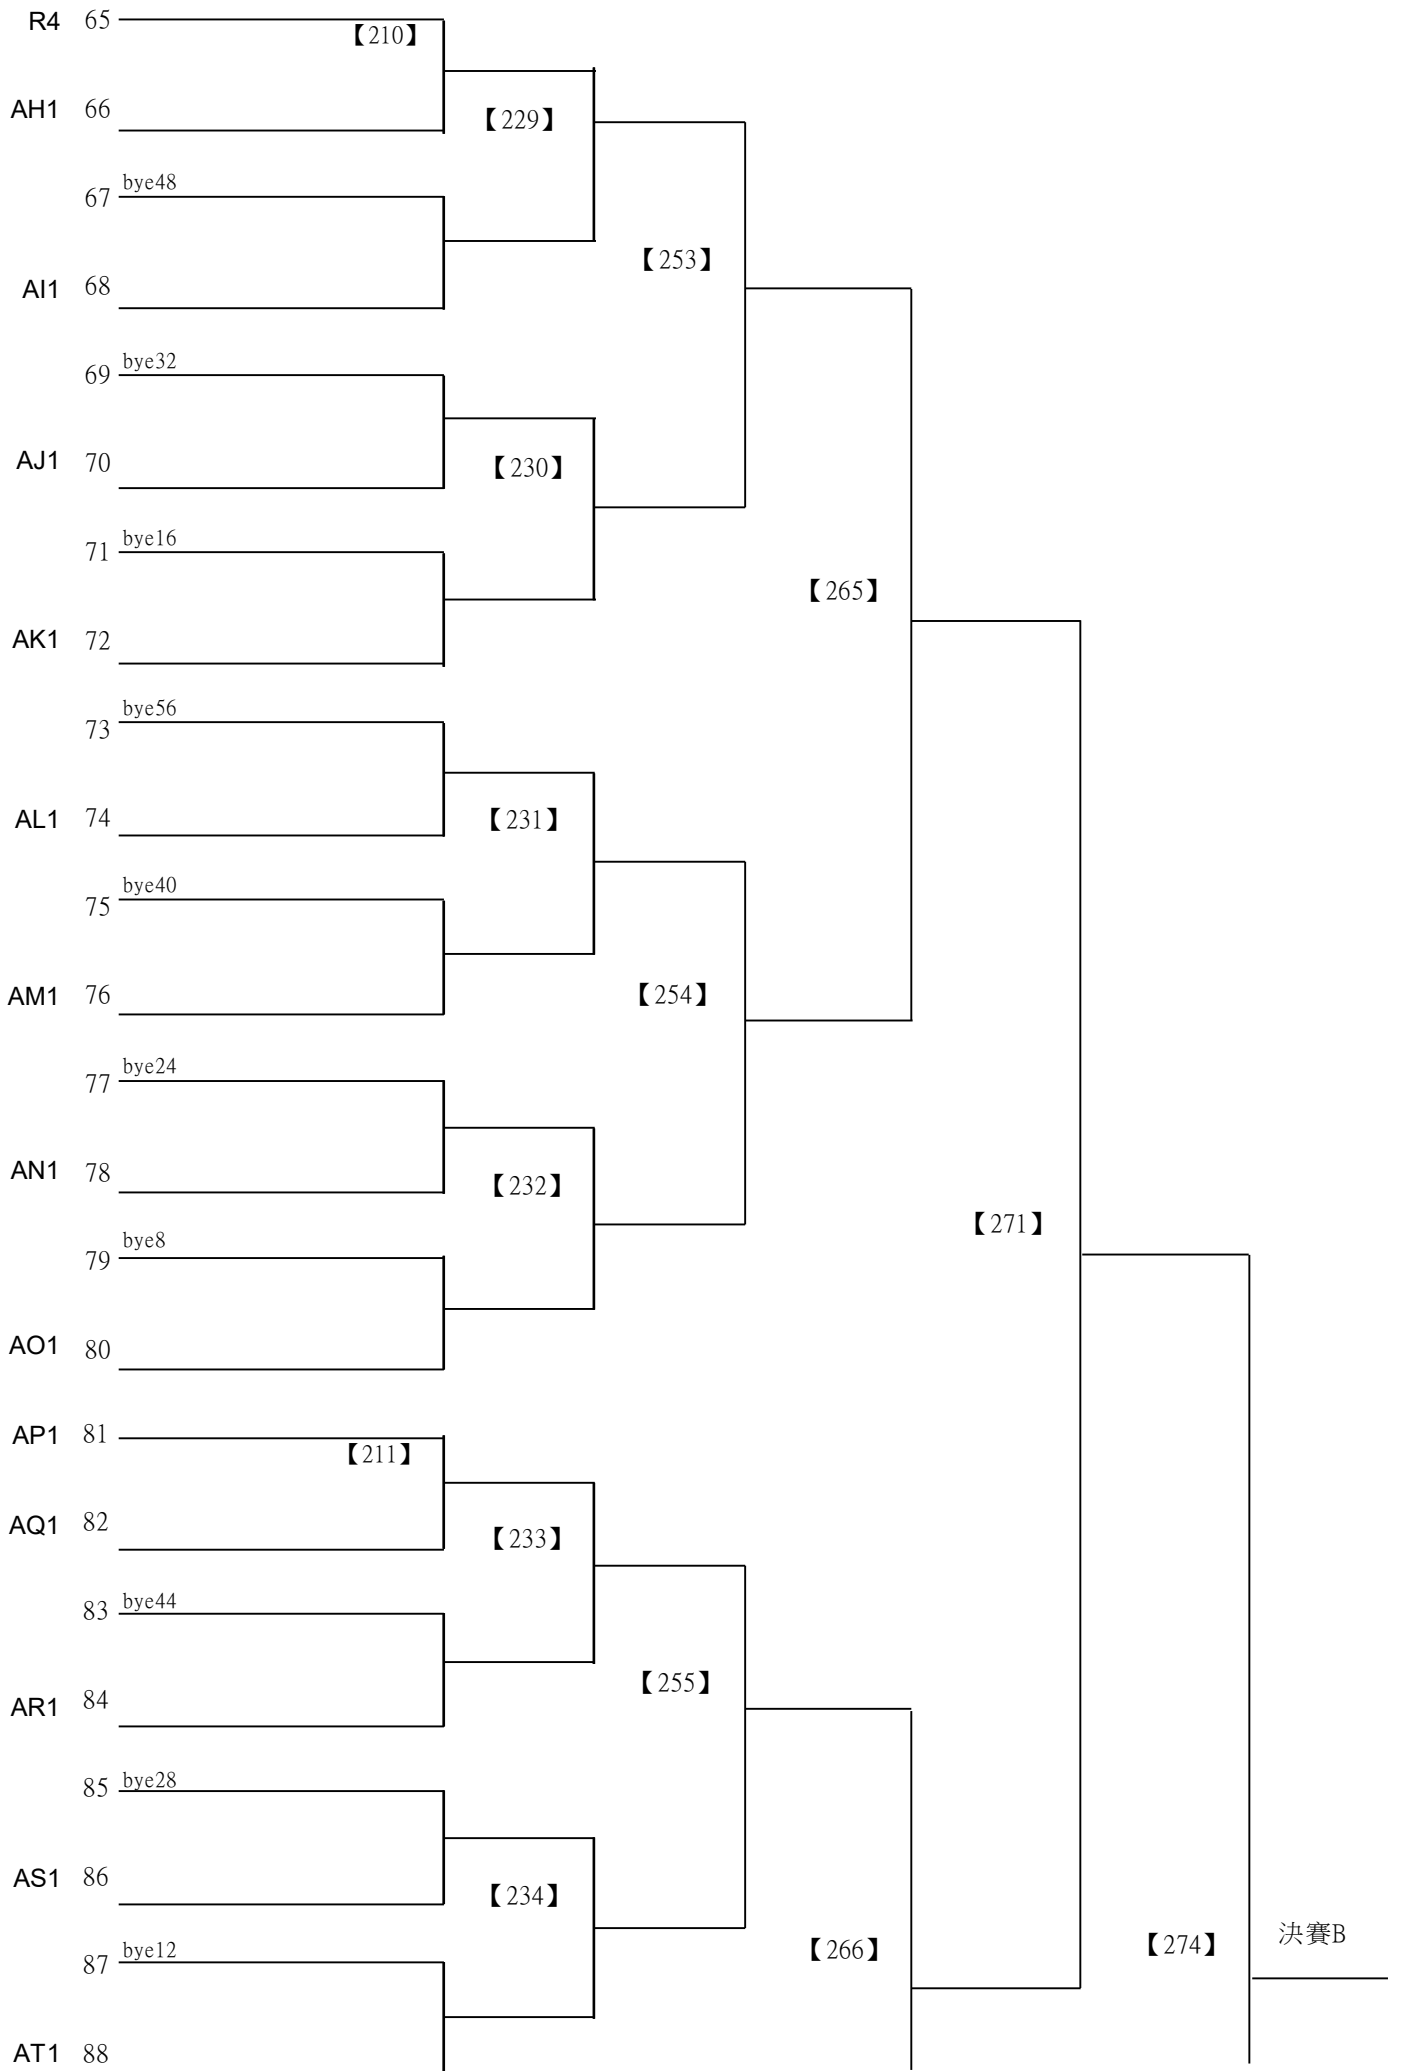 R4 65
【210】
AH1 66
【229】
67 bye48
【253】
AI1 68
69 bye32
AJ1 70
【230】
71 bye16
【265】
AK1 72
73 bye56
AL1 74
【231】
75 bye40
AM1 76
【254】
77 bye24
AN1 78
【232】
【271】
79 bye8
AO1 80
AP1 81
【211】
AQ1 82
【233】
83 bye44
【255】
AR1 84
85 bye28
AS1 86
【234】
決賽B
【274】
【266】
87 bye12
AT1 88